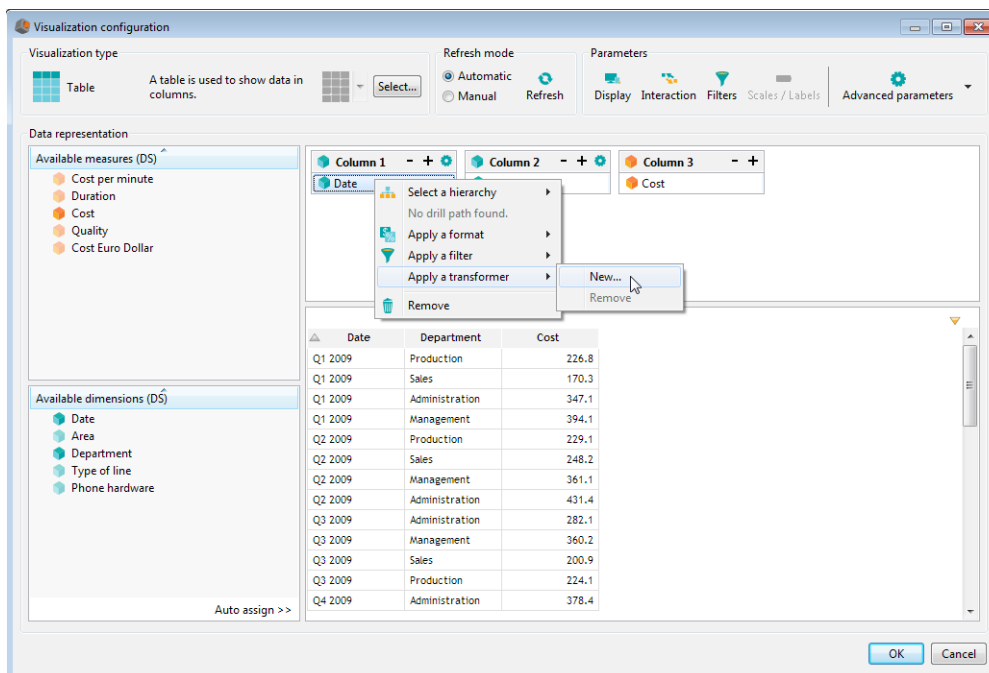 Visualization configuration
Visualization type
Refresh mode
Parameters
Table
A table is used to show data in
columns.
Select...
Automatic
Manual
Refresh
Display
Interaction
Filters
Scales / Labels
Advanced parameters
Data representation
Available measures (DS)
Cost per minute
Duration
Cost
Quality
Cost Euro Dollar
Column 1 - +
Column 2 - +
Column 3 - +
Date
Cost
Select a hierarchy
No drill path found.
Apply a format
Apply a filter
Apply a transformer
Remove
New...
Remove
Available dimensions (DS)
Date
Area
Department
Type of line
Phone hardware
Auto assign >>
Date Department Cost
Q1 2009 Production 226.8
Q1 2009 Sales 170.3
Q1 2009 Administration 347.1
Q1 2009 Management 394.1
Q2 2009 Production 229.1
Q2 2009 Sales 248.2
Q2 2009 Management 361.1
Q2 2009 Administration 431.4
Q3 2009 Administration 282.1
Q3 2009 Management 360.2
Q3 2009 Sales 200.9
Q3 2009 Production 224.1
Q4 2009 Administration 378.4
OK
Cancel